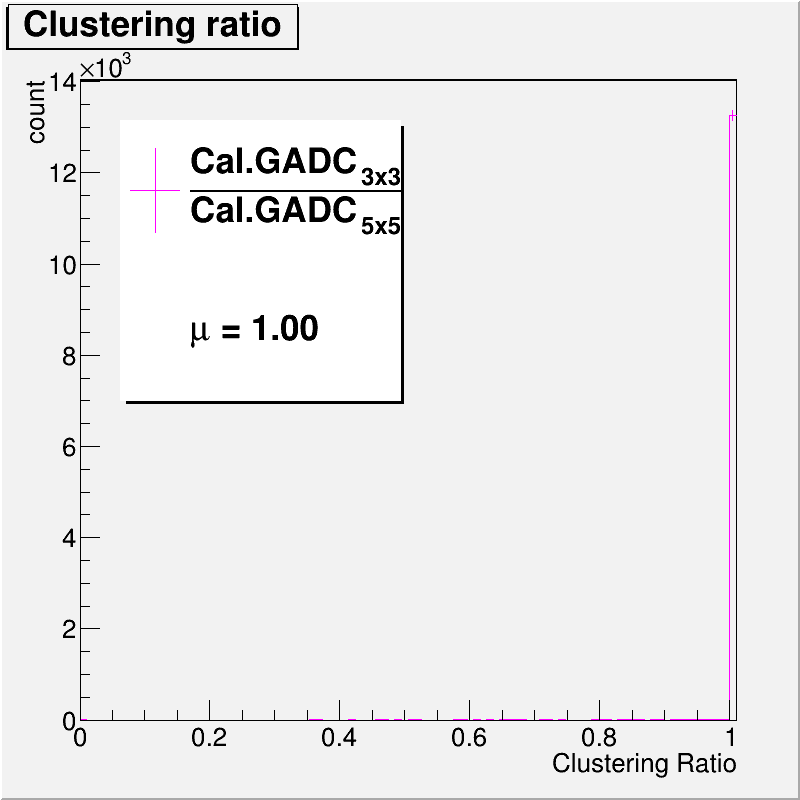 Clustering ratio
×10³
count
14
12
10
8
6
4
2
0
Cal.GADC3x3
Cal.GADC5x5
μ = 1.00
0 0.2 0.4 0.6 0.8 1
Clustering Ratio